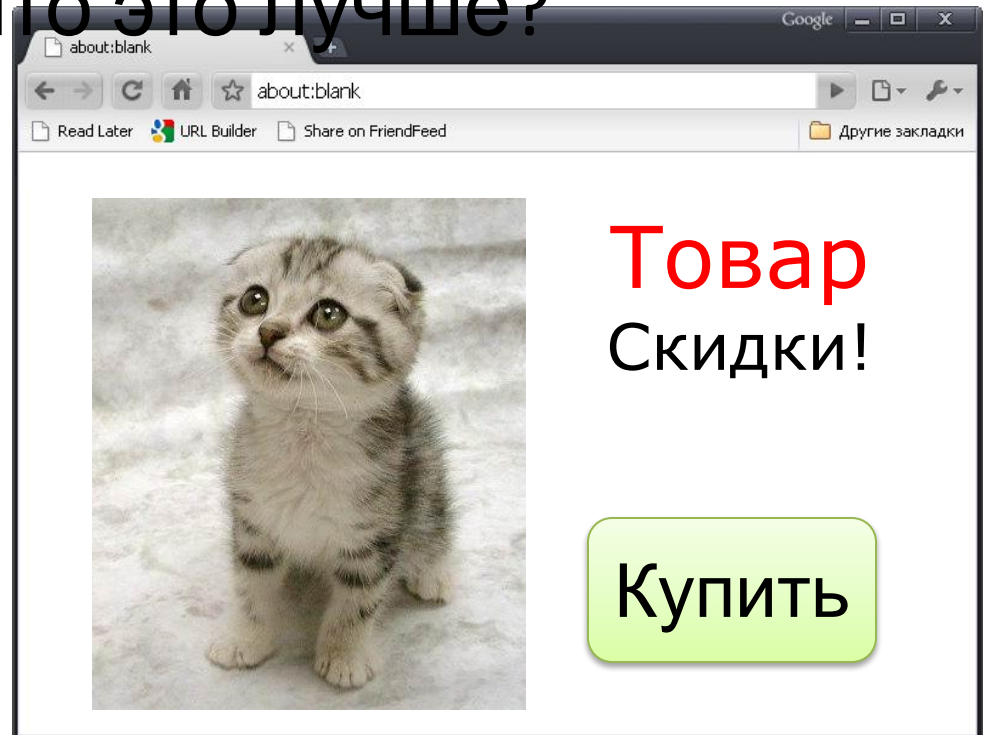 то это лучше?
Google
about:blank
about:blank
Read Later URL Builder Share on FriendFeed Другие закладки
Товар
Скидки!
Купить